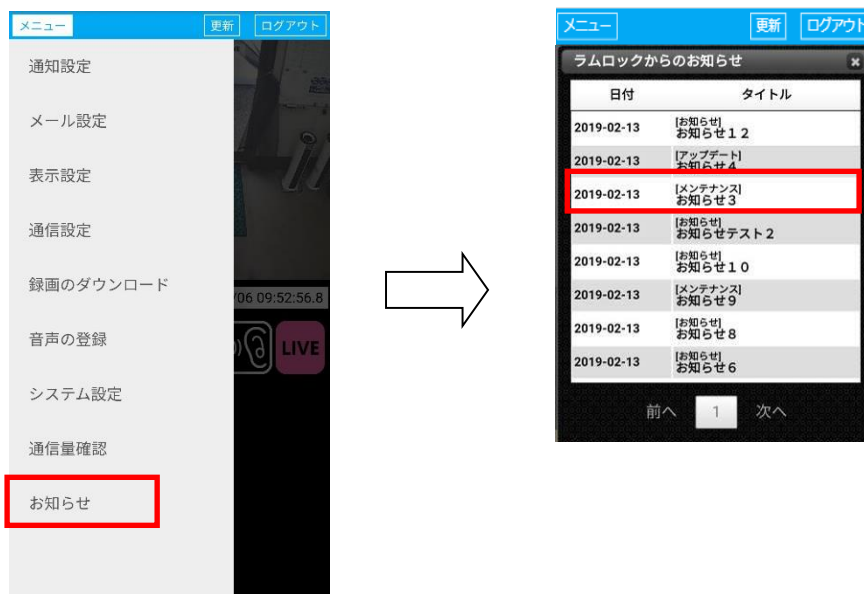 メニュー 更新 ログアウト
通知設定
メール設定
表示設定
通信設定
録画のダウンロード
音声の登録
システム設定
通信量確認
お知らせ
/06 09:52:56.8
LIVE
メニュー 更新 ログアウト
ラムロックからのお知らせ
日付 タイトル
2019-02-13 [お知らせ]
お知らせ12
2019-02-13 [アップデート]
お知らせ4
2019-02-13 [メンテナンス]
お知らせ3
2019-02-13 [お知らせ]
お知らせテスト2
2019-02-13 [お知らせ]
お知らせ10
2019-02-13 [メンテナンス]
お知らせ9
2019-02-13 [お知らせ]
お知らせ8
2019-02-13 [お知らせ]
お知らせ6
前へ 1 次へ